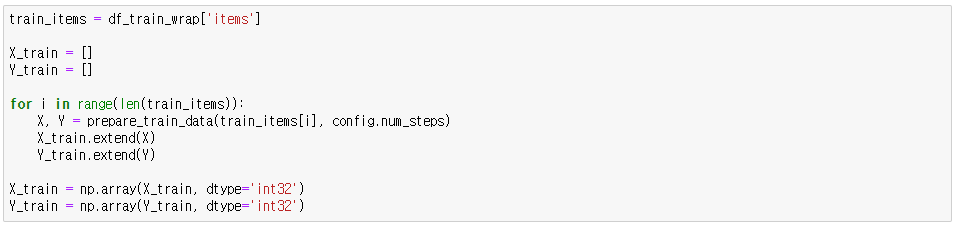 train_items = df_train_wrap['items']
X_train = []
Y_train = []
for i in range(len(train_items)):
    X, Y = prepare_train_data(train_items[i], config.num_steps)
    X_train.extend(X)
    Y_train.extend(Y)
X_train = np.array(X_train, dtype='int32')
Y_train = np.array(Y_train, dtype='int32')